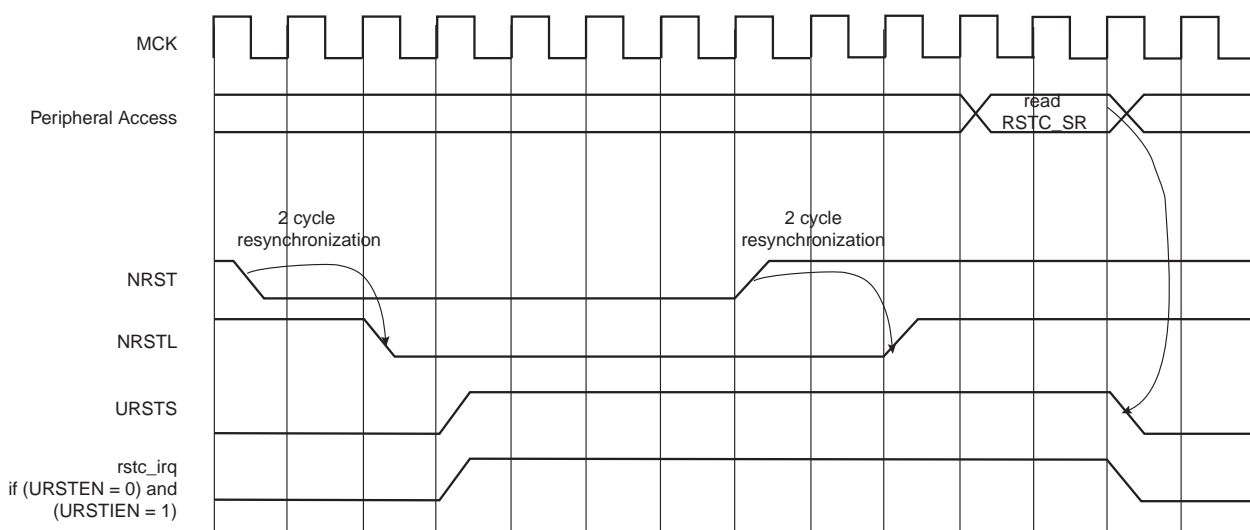 MCK
Peripheral Access
read
RSTC_SR
2 cycle
resynchronization
2 cycle
resynchronization
NRST
NRSTL
URSTS
rstc_irq
if (URSTEN = 0) and
(URSTIEN = 1)